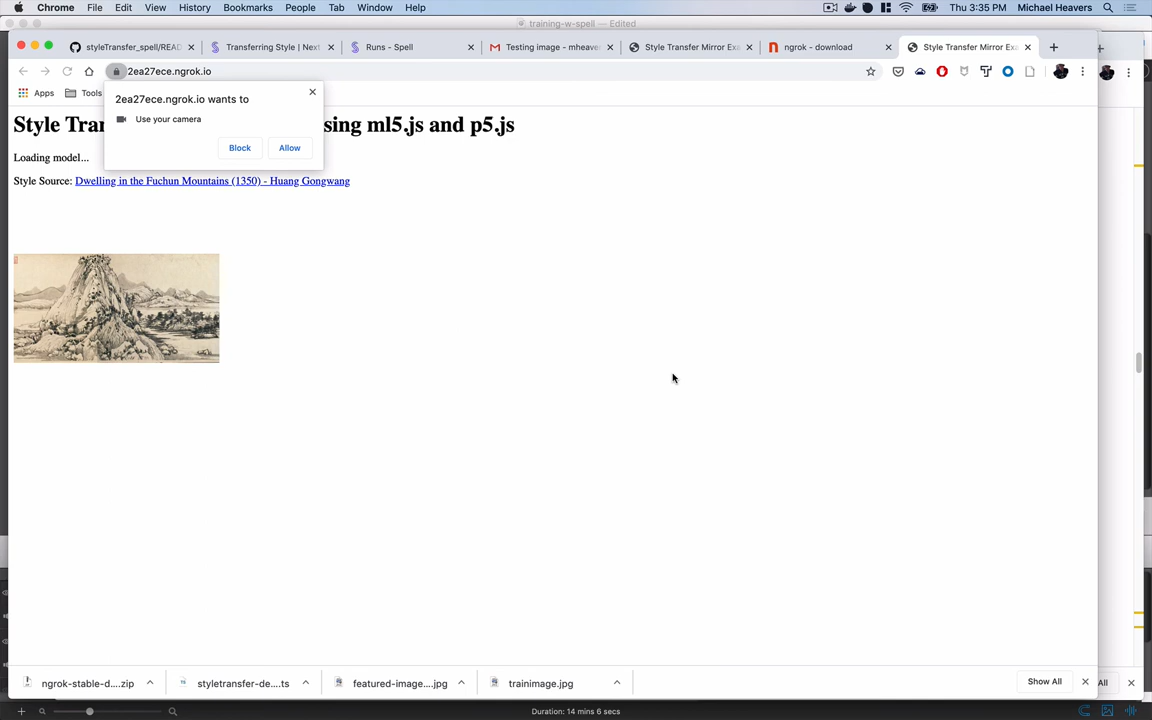 Chrome File Edit View History Bookmarks People Tab Window Help Thu 3:35 PM Michael Heavers
training-w-spell — Edited
styleTransfer_spell/READ Transferring Style | Next Runs - Spell Testing image - mheaver Style Transfer Mirror Exa ngrok - download Style Transfer Mirror Exa
2ea27ece.ngrok.io
Apps Tools
2ea27ece.ngrok.io wants to
Use your camera
Block Allow
Style Tran sing ml5.js and p5.js
Loading model...
Style Source: Dwelling in the Fuchun Mountains (1350) - Huang Gongwang
ngrok-stable-d....zip styletransfer-de....ts featured-image....jpg trainimage.jpg Show All All
Duration: 14 mins 6 secs